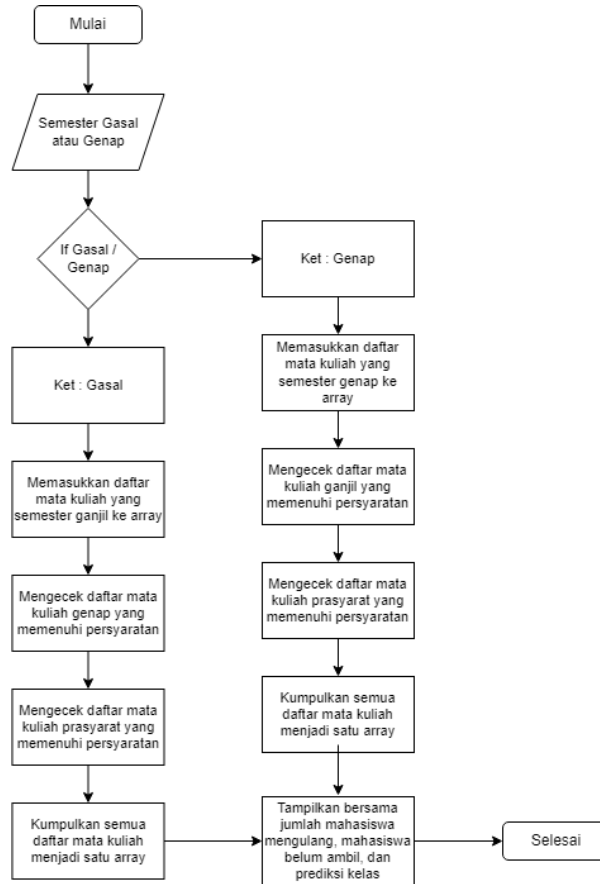 Mulai
Semester Gasal
atau Genap
If Gasal /
Genap
Ket : Genap
Ket : Gasal
Memasukkan daftar
mata kuliah yang
semester genap ke
array
Memasukkan daftar
mata kuliah yang
semester ganjil ke array
Mengecek daftar mata
kuliah ganjil yang
memenuhi persyaratan
Mengecek daftar mata
kuliah genap yang
memenuhi persyaratan
Mengecek daftar mata
kuliah prasyarat yang
memenuhi persyaratan
Mengecek daftar mata
kuliah prasyarat yang
memenuhi persyaratan
Kumpulkan semua
daftar mata kuliah
menjadi satu array
Kumpulkan semua
daftar mata kuliah
menjadi satu array
Tampilkan bersama
jumlah mahasiswa
mengulang, mahasiswa
belum ambil, dan
prediksi kelas
Selesai